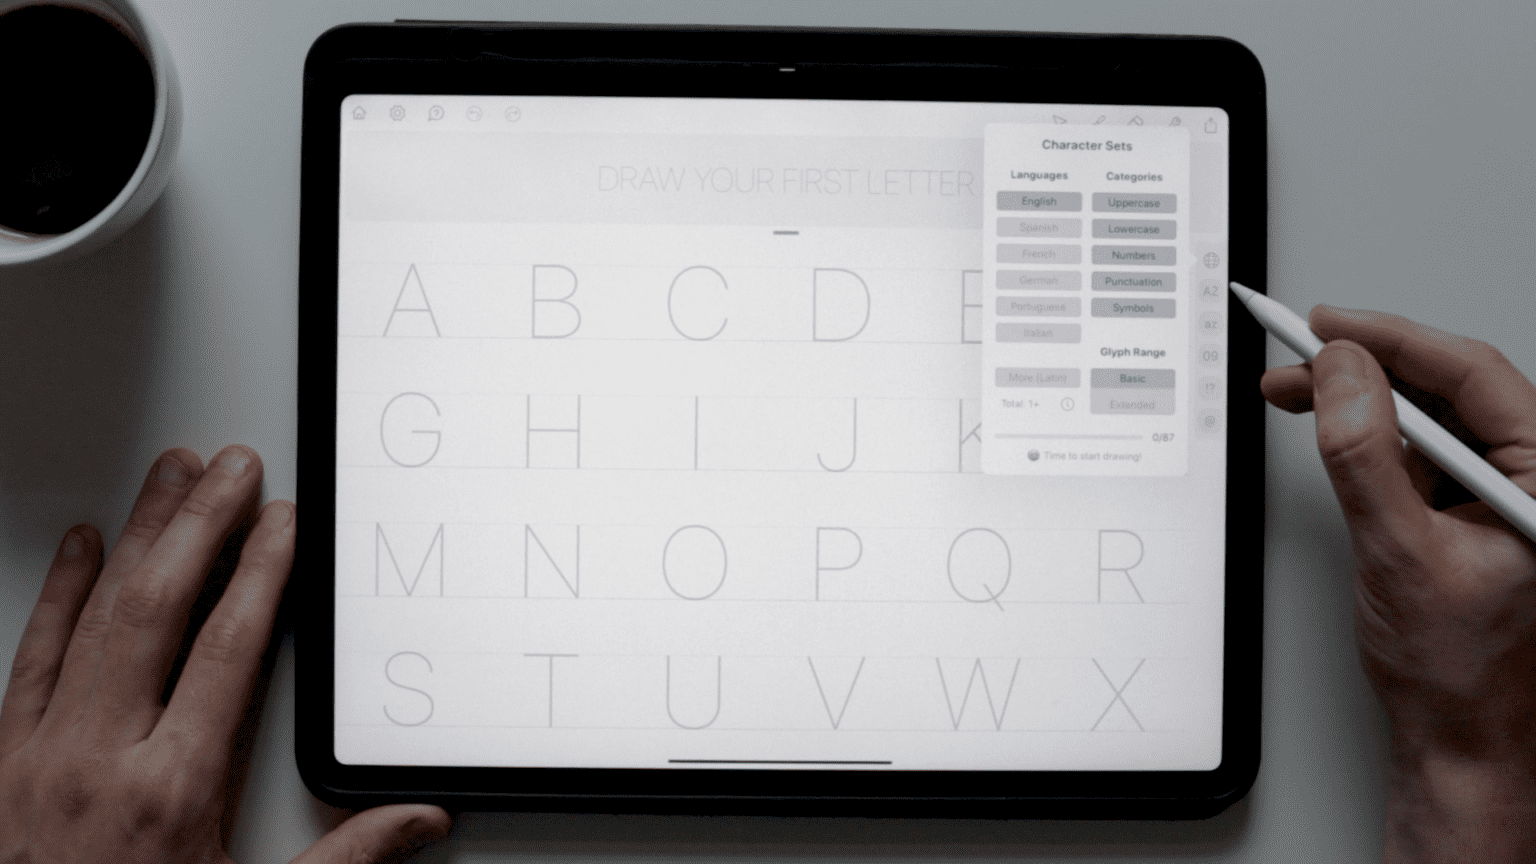 DRAW YOUR FIRST LETTER
Character Sets
Languages
Categories
English
Uppercase
Spanish
Lowercase
French
Numbers
German
Punctuation
Portuguese
Symbols
Italian
Glyph Range
More (Latin)
Basic
Total: 1+
Extended
0/87
Time to start drawing!
AZ
az
09
!?
@
A B C D E
G H I J K
M N O P Q R
S T U V W X